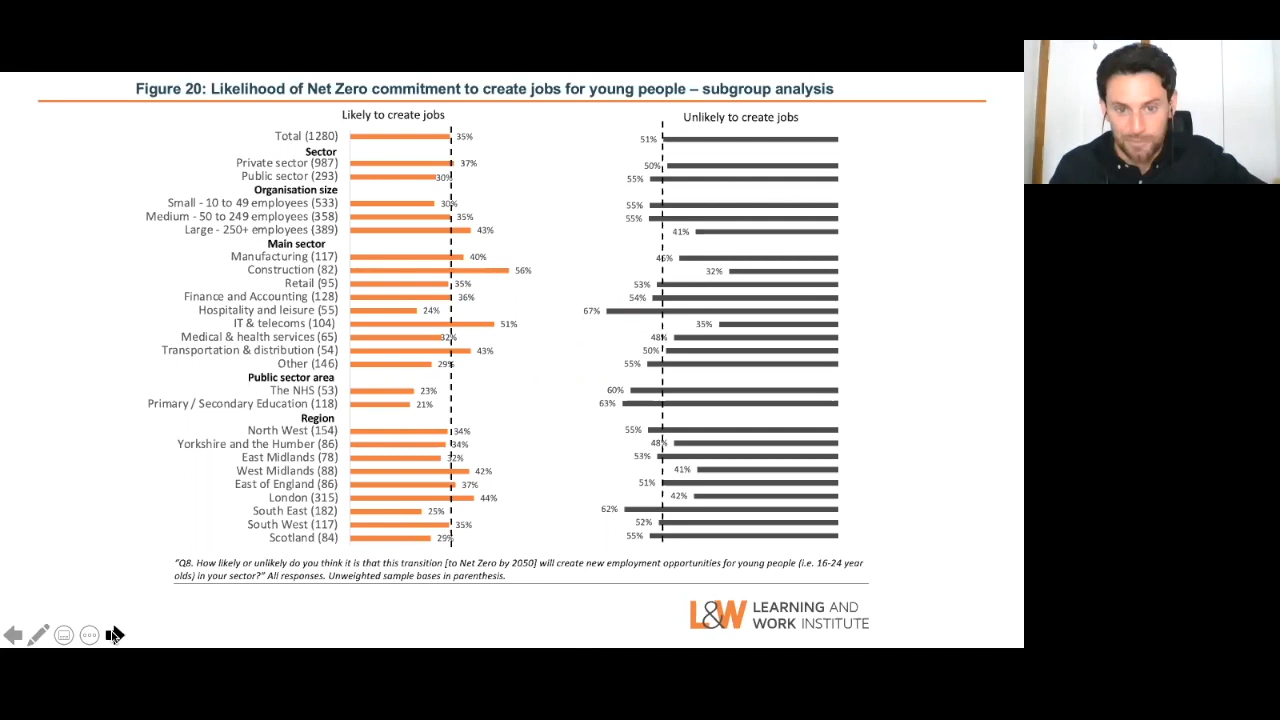 Figure 20: Likelihood of Net Zero commitment to create jobs for young people – subgroup analysis
Likely to create jobs Unlikely to create jobs
Total (1280) 35% 51%
Sector
Private sector (987) 37% 50%
Public sector (293) 30% 55%
Organisation size
Small - 10 to 49 employees (533) 30% 55%
Medium - 50 to 249 employees (358) 35% 55%
Large - 250+ employees (389) 43% 41%
Main sector
Manufacturing (117) 40% 46%
Construction (82) 56% 32%
Retail (95) 35% 53%
Finance and Accounting (128) 36% 54%
Hospitality and leisure (55) 24% 67%
IT & telecoms (104) 51% 35%
Medical & health services (65) 32% 48%
Transportation & distribution (54) 43% 50%
Other (146) 29% 55%
Public sector area
The NHS (53) 23% 60%
Primary / Secondary Education (118) 21% 63%
Region
North West (154) 34% 55%
Yorkshire and the Humber (86) 34% 48%
East Midlands (78) 32% 53%
West Midlands (88) 42% 41%
East of England (86) 37% 51%
London (315) 44% 42%
South East (182) 25% 62%
South West (117) 35% 52%
Scotland (84) 29% 55%
"Q8. How likely or unlikely do you think it is that this transition [to Net Zero by 2050] will create new employment opportunities for young people (i.e. 16-24 year
olds) in your sector?" All responses. Unweighted sample bases in parenthesis.
L&W LEARNING AND
WORK INSTITUTE